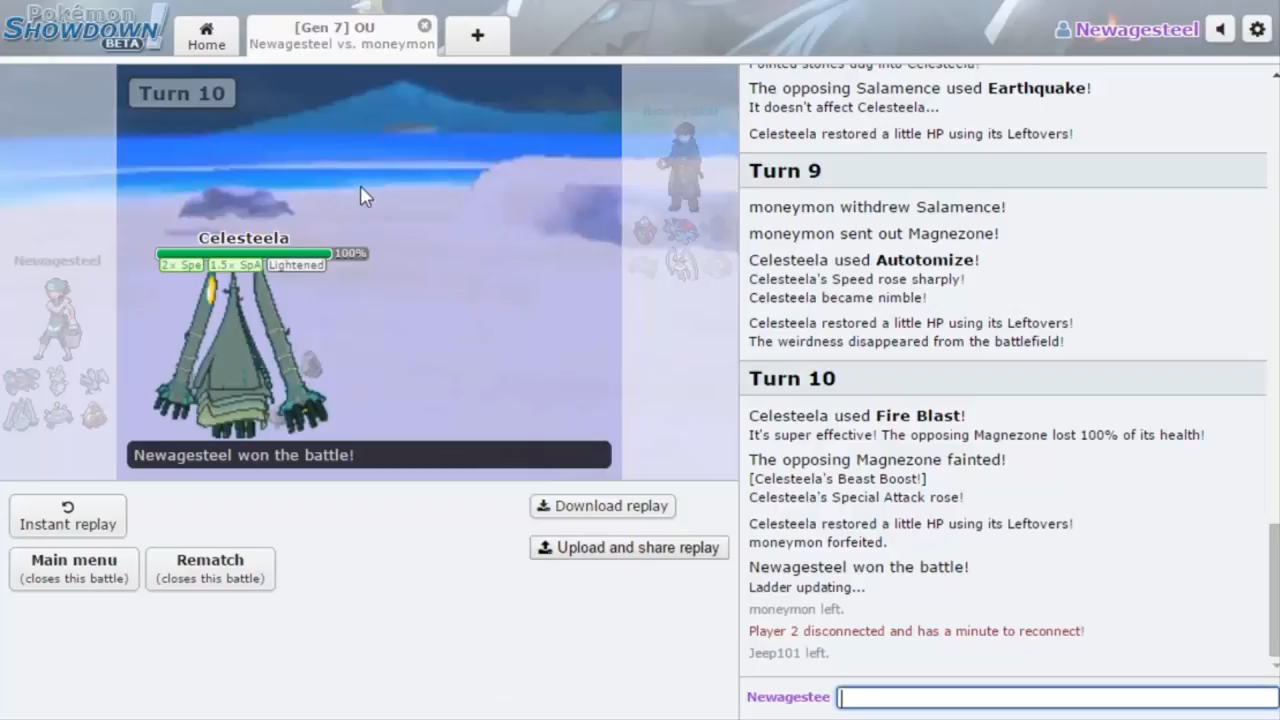 Pokémon
SHOWDOWN!
BETA
Home
[Gen 7] OU
Newagesteel vs. moneymon
+
Newagesteel
Turn 10
moneymon
Newagesteel
Celesteela
100%
2× Spe 1.5× SpA Lightened
Newagesteel won the battle!
Instant replay
Download replay
Upload and share replay
Main menu
(closes this battle)
Rematch
(closes this battle)
Pointed stones dug into Celesteela!
The opposing Salamence used Earthquake!
It doesn't affect Celesteela...
Celesteela restored a little HP using its Leftovers!
Turn 9
moneymon withdrew Salamence!
moneymon sent out Magnezone!
Celesteela used Autotomize!
Celesteela's Speed rose sharply!
Celesteela became nimble!
Celesteela restored a little HP using its Leftovers!
The weirdness disappeared from the battlefield!
Turn 10
Celesteela used Fire Blast!
It's super effective! The opposing Magnezone lost 100% of its health!
The opposing Magnezone fainted!
[Celesteela's Beast Boost!]
Celesteela's Special Attack rose!
Celesteela restored a little HP using its Leftovers!
moneymon forfeited.
Newagesteel won the battle!
Ladder updating...
moneymon left.
Player 2 disconnected and has a minute to reconnect!
Jeep101 left.
Newagestee